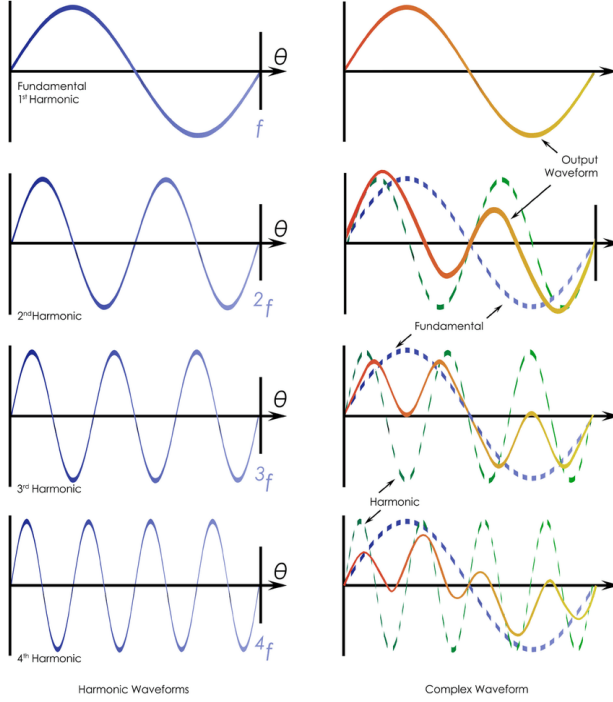 θ
Fundamental
1st Harmonic
f
Output
Waveform
θ
2ndHarmonic
2f
Fundamental
θ
3rd Harmonic
3f
Harmonic
θ
4th Harmonic
4f
Harmonic Waveforms
Complex Waveform